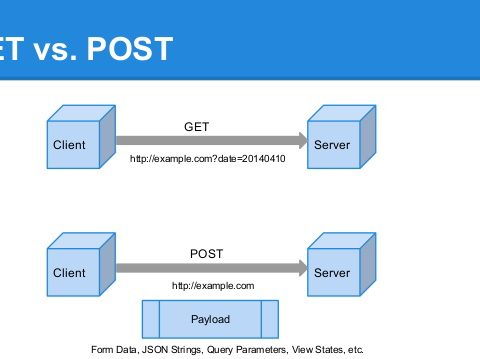 ET vs. POST
GET
Client
Server
http://example.com?date=20140410
POST
Client
Server
http://example.com
Payload
Form Data, JSON Strings, Query Parameters, View States, etc.